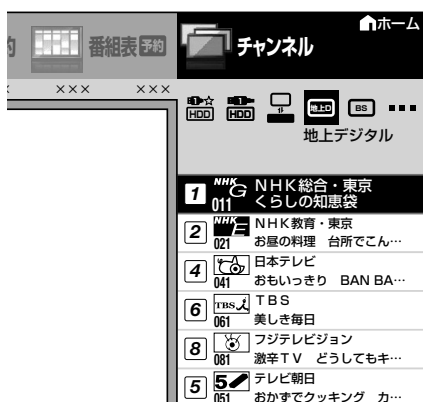 約 番組表 予約 チャンネル ホーム
××× ×××
HDD HDD 地上D BS
地上デジタル
1 NHK G 011 NHK総合・東京
くらしの知恵袋
2 NHK E 021 NHK教育・東京
お昼の料理 台所でこん…
4 041 日本テレビ
おもいっきり BAN BA…
6 TBS 061 TBS
美しき毎日
8 081 フジテレビジョン
激辛TV どうしてもキ…
5 5 051 テレビ朝日
おかずでクッキング カ…